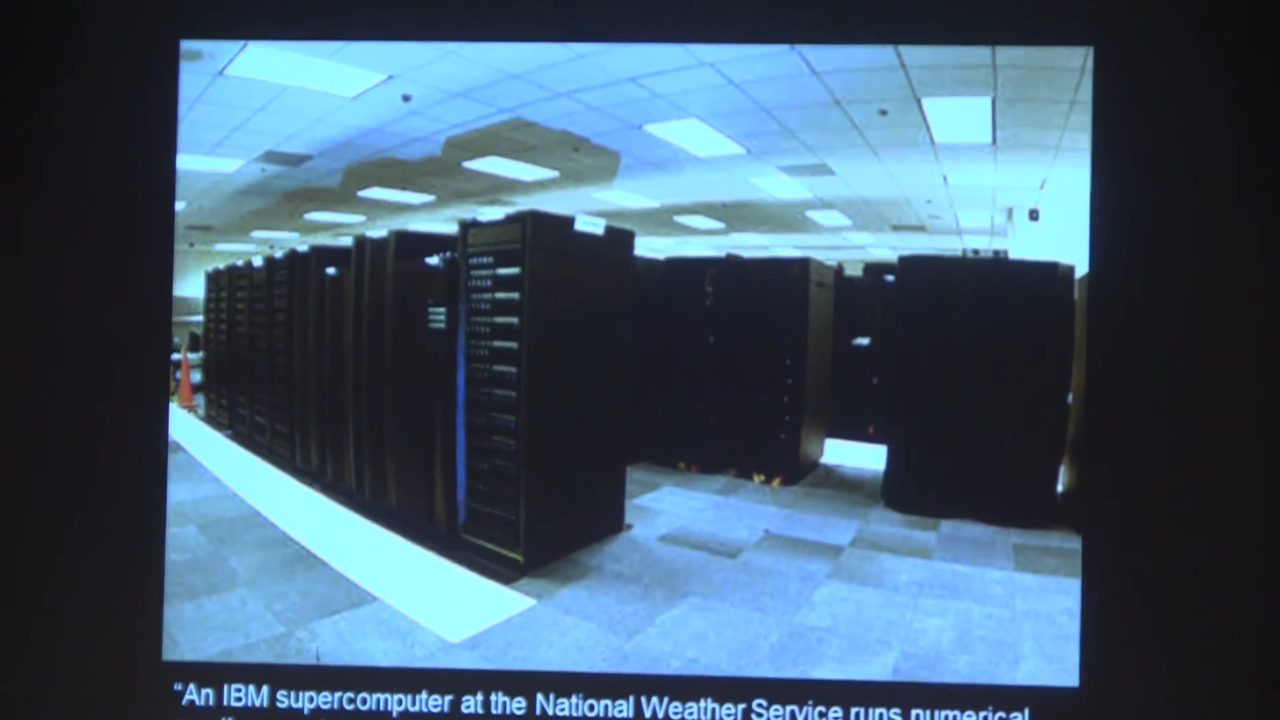 “An IBM supercomputer at the National Weather Service runs numerical